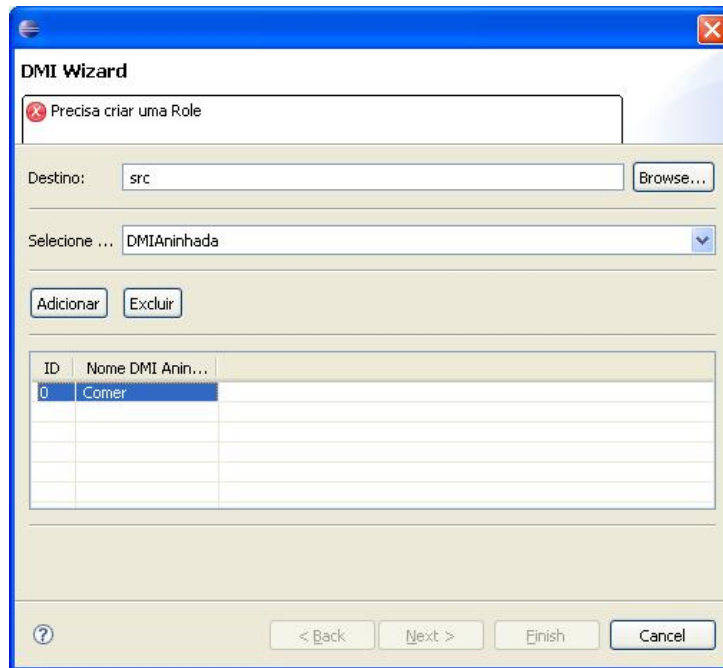 DMI Wizard
Precisa criar uma Role
Destino: src Browse...
Selecione ... DMIAninhada
Adicionar Excluir
ID Nome DMI Anin...
0 Comer
? < Back Next > Finish Cancel